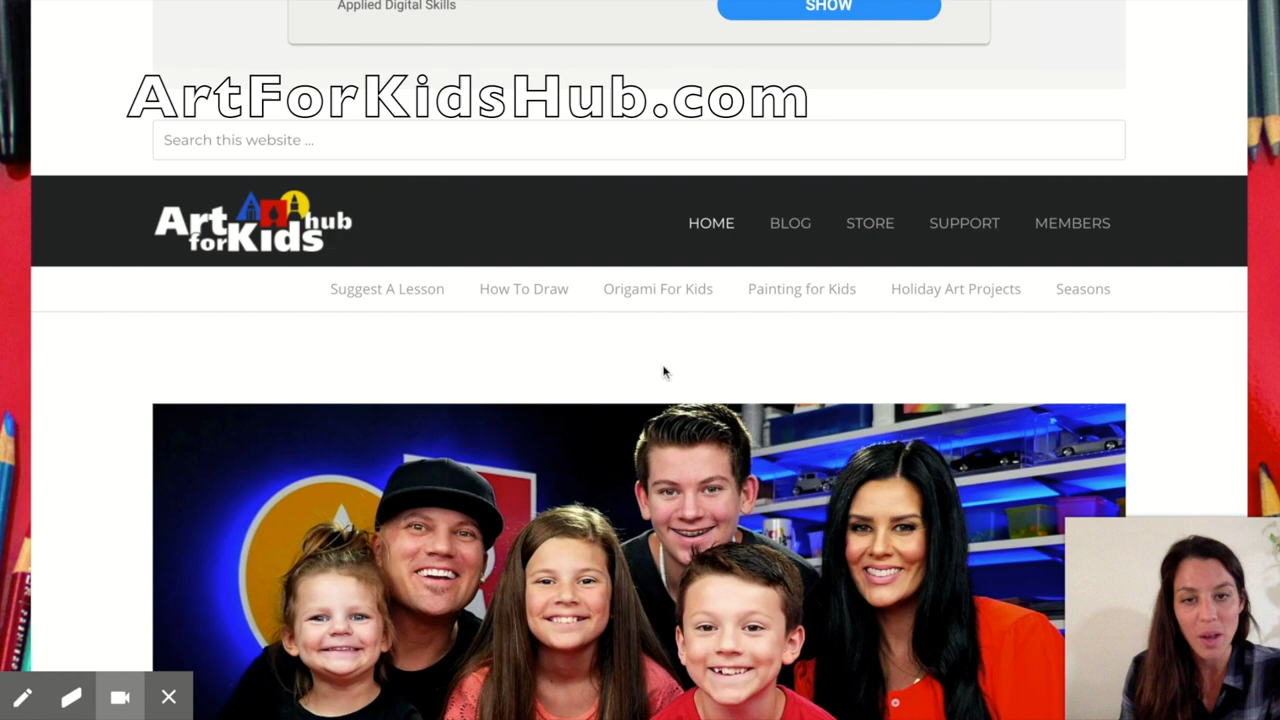 Applied Digital Skills
SHOW
ArtForKidsHub.com
Search this website ...
Art for Kids hub
HOME BLOG STORE SUPPORT MEMBERS
Suggest A Lesson How To Draw Origami For Kids Painting for Kids Holiday Art Projects Seasons